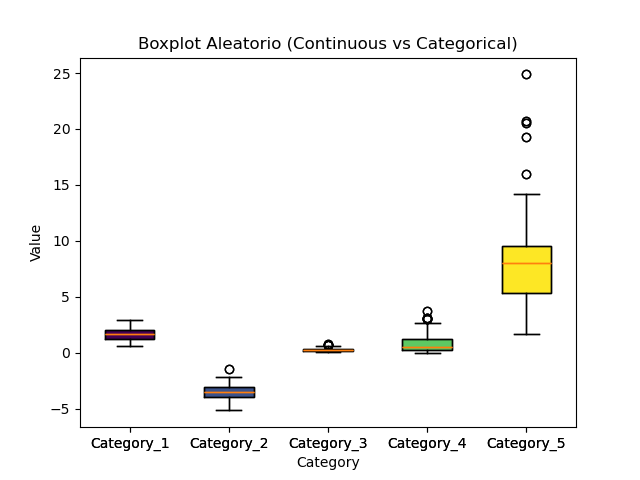 Boxplot Aleatorio (Continuous vs Categorical)
25
20
15
10
5
0
−5
Value
Category_1 Category_2 Category_3 Category_4 Category_5
Category